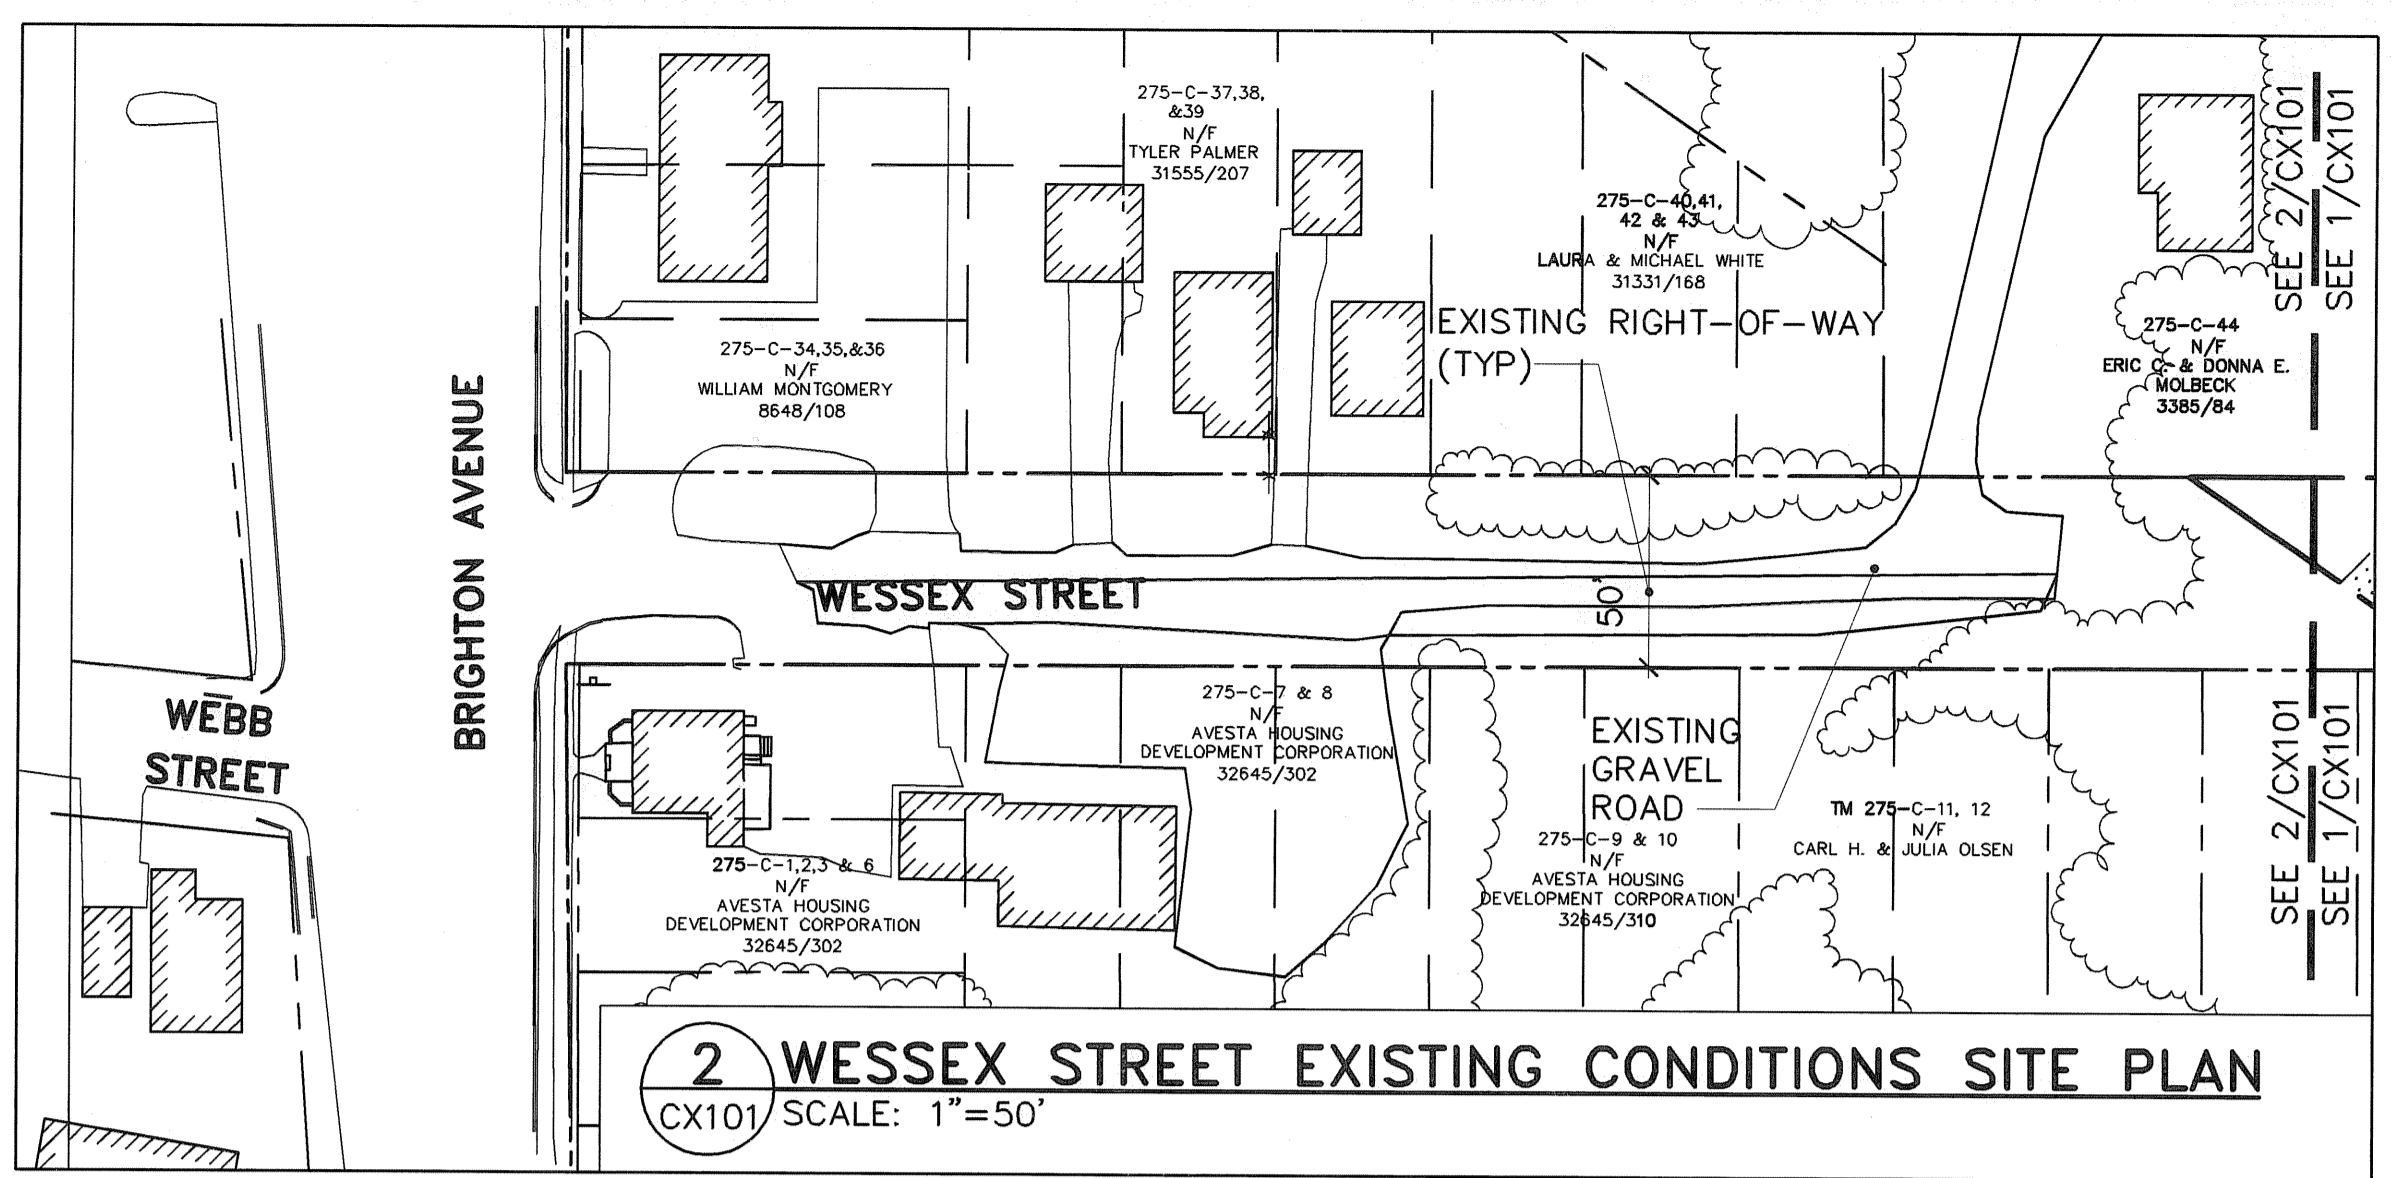 275-C-37,38,
&39
N/F
TYLER PALMER
31555/207
275-C-40,41,
42 & 43
N/F
LAURA & MICHAEL WHITE
31331/168
EXISTING RIGHT-OF-WAY
(TYP)
275-C-34,35,&36
N/F
WILLIAM MONTGOMERY
8648/108
275-C-44
N/F
ERIC C. & DONNA E.
MOLBECK
3385/84
SEE 2/CX101
SEE 1/CX101
BRIGHTON AVENUE
WESSEX STREET
50'
WEBB
STREET
275-C-7 & 8
N/F
AVESTA HOUSING
DEVELOPMENT CORPORATION
32645/302
EXISTING
GRAVEL
ROAD
275-C-9 & 10
N/F
AVESTA HOUSING
DEVELOPMENT CORPORATION
32645/310
TM 275-C-11, 12
N/F
CARL H. & JULIA OLSEN
275-C-1,2,3 & 6
N/F
AVESTA HOUSING
DEVELOPMENT CORPORATION
32645/302
SEE 2/CX101
SEE 1/CX101
2
CX101
WESSEX STREET EXISTING CONDITIONS SITE PLAN
SCALE: 1"=50'